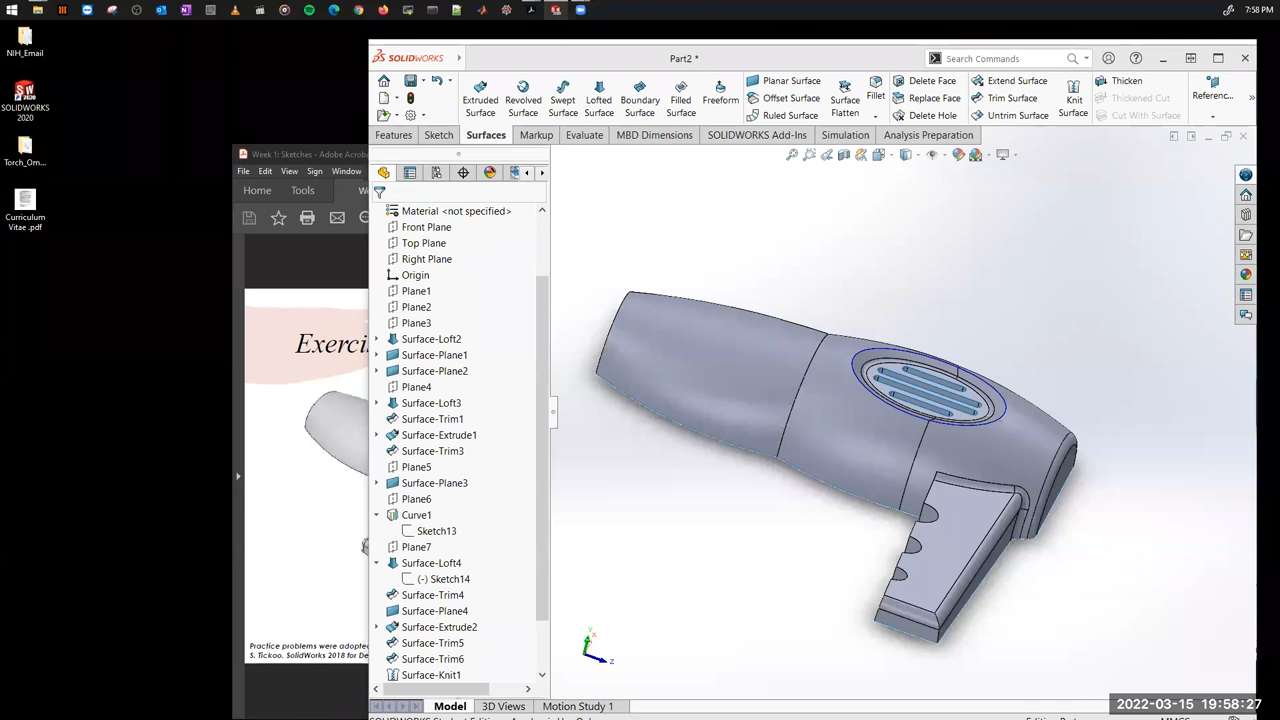 7:58 PM
NIH_Email
SOLIDWORKS
2020
Torch_Om...
Curriculum
Vitae .pdf
Week 1: Sketches - Adobe Acroba
File Edit View Sign Window
Home Tools
Exerci
Practice problems were adopted
S. Tickoo, SolidWorks 2018 for De
SOLIDWORKS
Part2 *
Search Commands
Extruded
Surface
Revolved
Surface
Swept
Surface
Lofted
Surface
Boundary
Surface
Filled
Surface
Freeform
Planar Surface
Offset Surface
Ruled Surface
Surface
Flatten
Fillet
Delete Face
Replace Face
Delete Hole
Extend Surface
Trim Surface
Untrim Surface
Knit
Surface
Thicken
Thickened Cut
Cut With Surface
Referenc...
Features Sketch Surfaces Markup Evaluate MBD Dimensions SOLIDWORKS Add-Ins Simulation Analysis Preparation
Material <not specified>
Front Plane
Top Plane
Right Plane
Origin
Plane1
Plane2
Plane3
Surface-Loft2
Surface-Plane1
Surface-Plane2
Plane4
Surface-Loft3
Surface-Trim1
Surface-Extrude1
Surface-Trim3
Plane5
Surface-Plane3
Plane6
Curve1
Sketch13
Plane7
Surface-Loft4
(-) Sketch14
Surface-Trim4
Surface-Plane4
Surface-Extrude2
Surface-Trim5
Surface-Trim6
Surface-Knit1
Y
X
Z
Model 3D Views Motion Study 1
2022-03-15 19:58:27